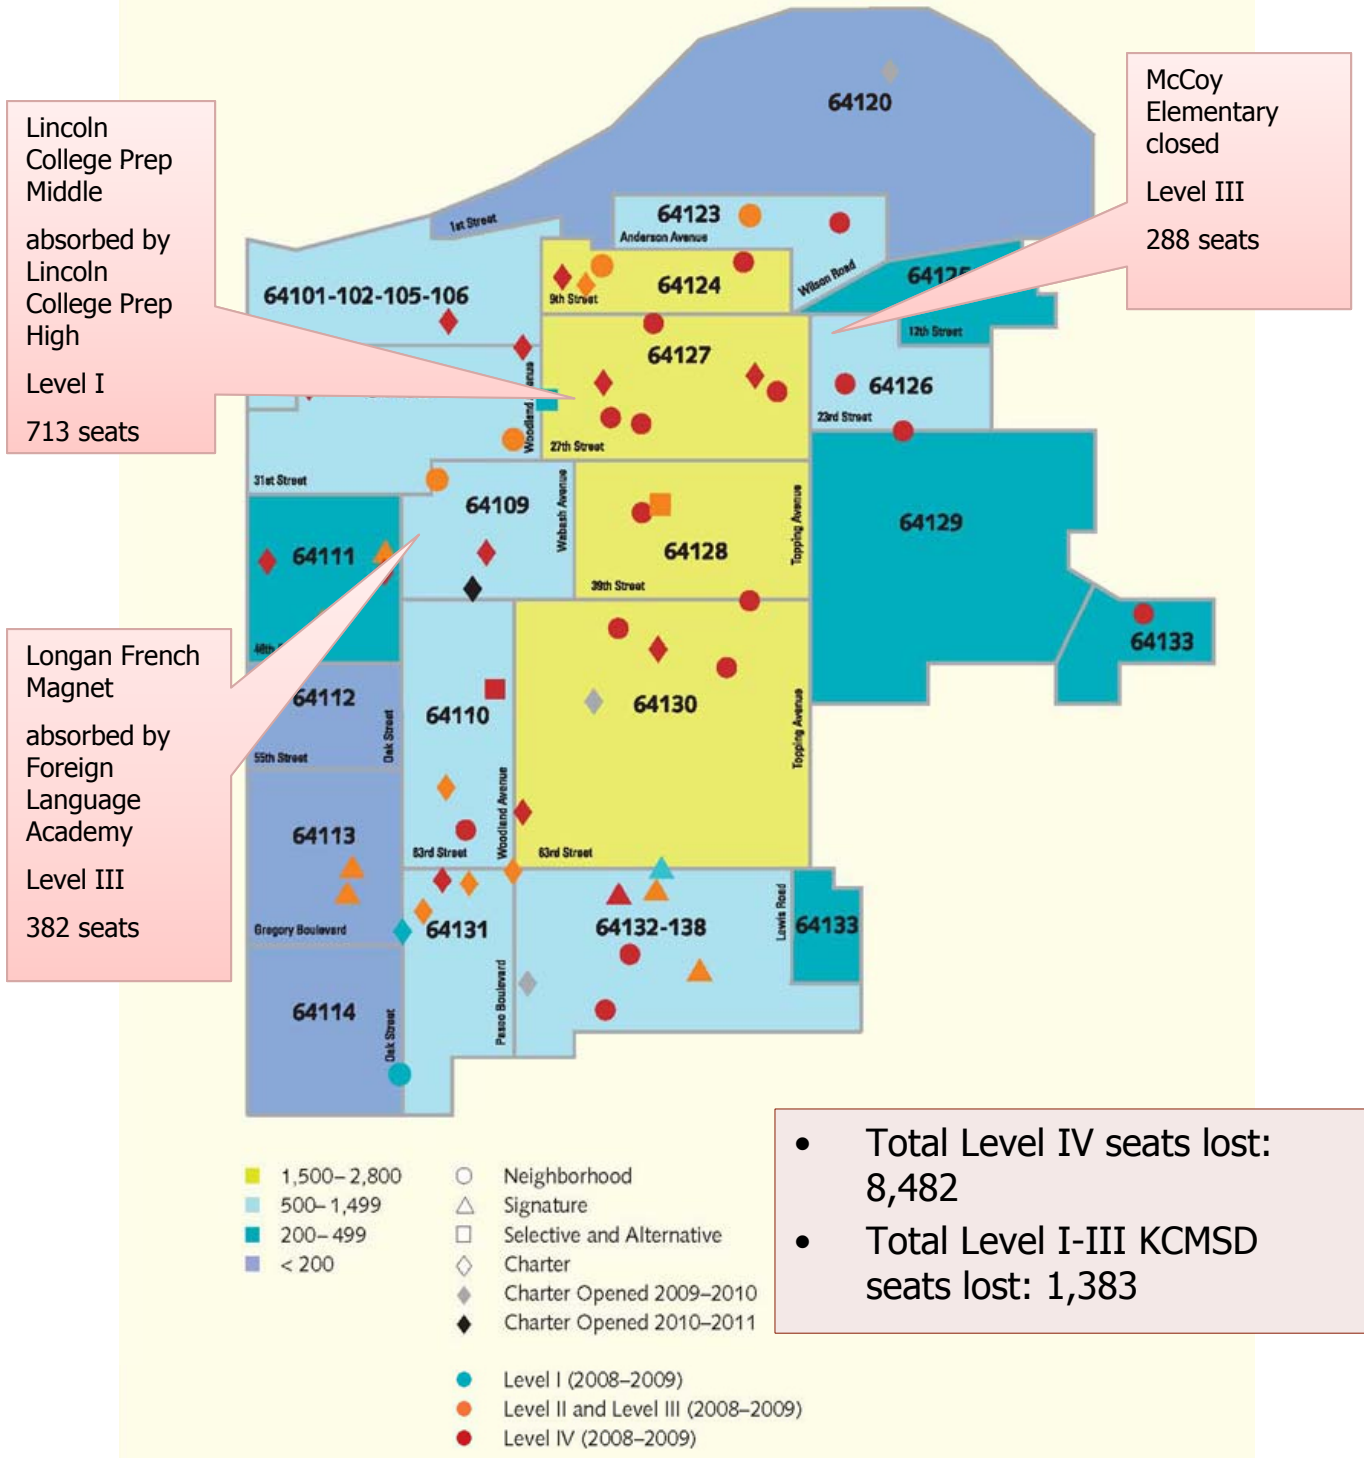 64120
McCoy
Elementary
closed
Level III
288 seats
Lincoln
College Prep
Middle
absorbed by
Lincoln
College Prep
High
Level I
713 seats
1st Street
64123
Anderson Avenue
Wilson Road
64101-102-105-106
9th Street
64124
12th Street
64127
Woodland Avenue
27th Street
64126
23rd Street
31st Street
64109
Wabash Avenue
64128
39th Street
Topping Avenue
64129
64111
64133
Longan French
Magnet
absorbed by
Foreign
Language
Academy
Level III
382 seats
64112
55th Street
Oak Street
64110
Woodland Avenue
63rd Street
64130
Topping Avenue
63rd Street
64113
Gregory Boulevard
64131
Paseo Boulevard
64132-138
Lewis Road
64133
64114
Oak Street
• Total Level IV seats lost:
8,482
• Total Level I-III KCMSD
seats lost: 1,383
1,500–2,800
500–1,499
200–499
< 200
Neighborhood
Signature
Selective and Alternative
Charter
Charter Opened 2009–2010
Charter Opened 2010–2011
Level I (2008–2009)
Level II and Level III (2008–2009)
Level IV (2008–2009)